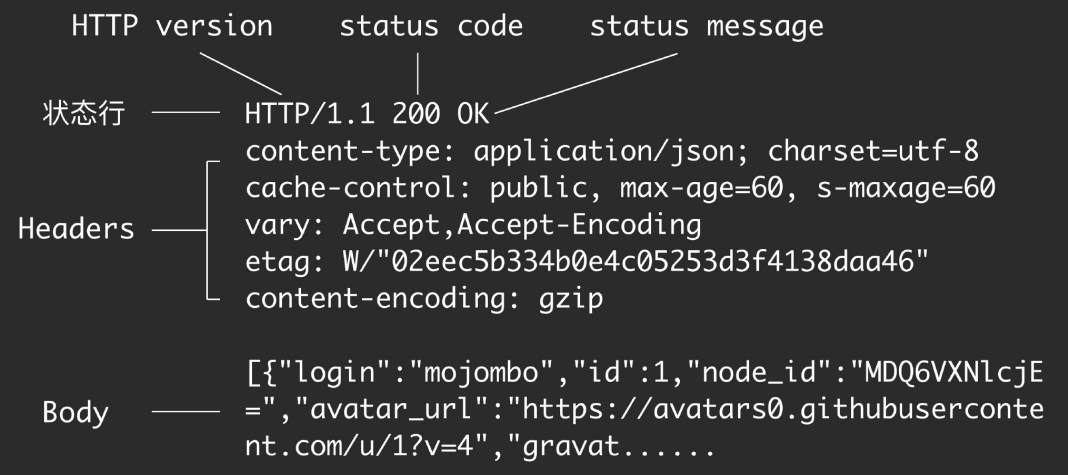 HTTP version status code status message
状态行 HTTP/1.1 200 OK
content-type: application/json; charset=utf-8
cache-control: public, max-age=60, s-maxage=60
Headers vary: Accept,Accept-Encoding
etag: W/"02eec5b334b0e4c05253d3f4138daa46"
content-encoding: gzip
[{"login":"mojombo","id":1,"node_id":"MDQ6VXNlcjE
Body =","avatar_url":"https://avatars0.githubuserconte
nt.com/u/1?v=4","gravat......